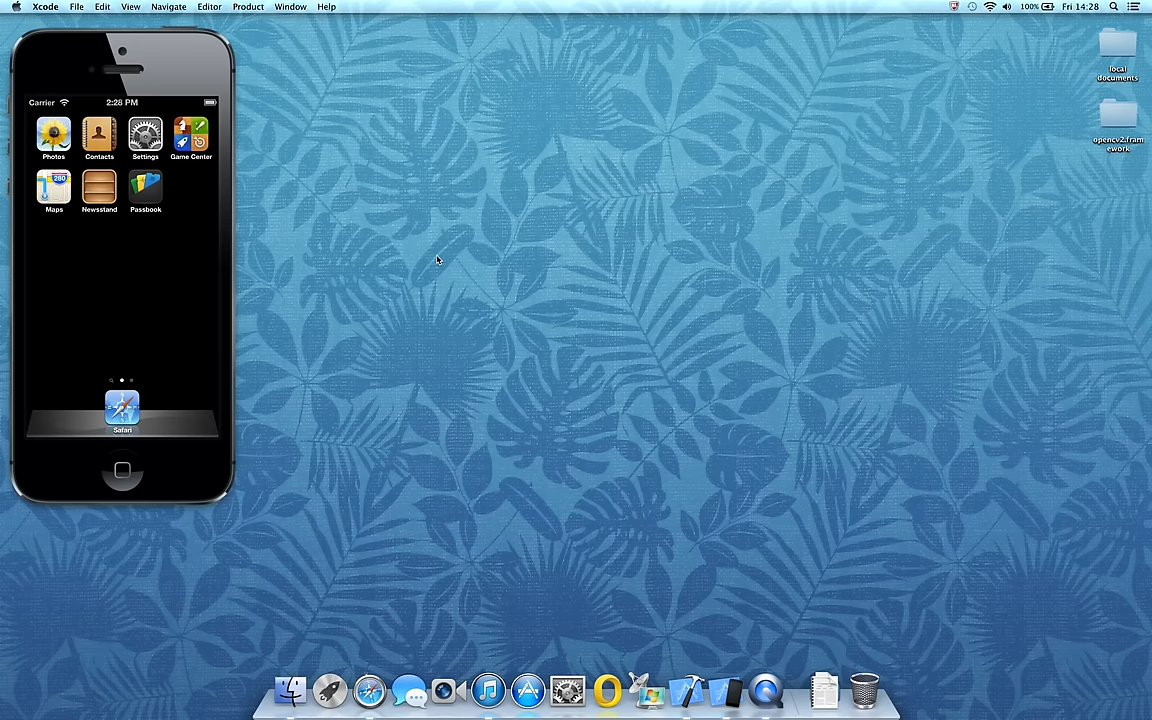 Xcode File Edit View Navigate Editor Product Window Help 100% Fri 14:28
Carrier 2:28 PM
Photos Contacts Settings Game Center
280
Maps Newsstand Passbook
Safari
local
documents
opencv2.fram
ework